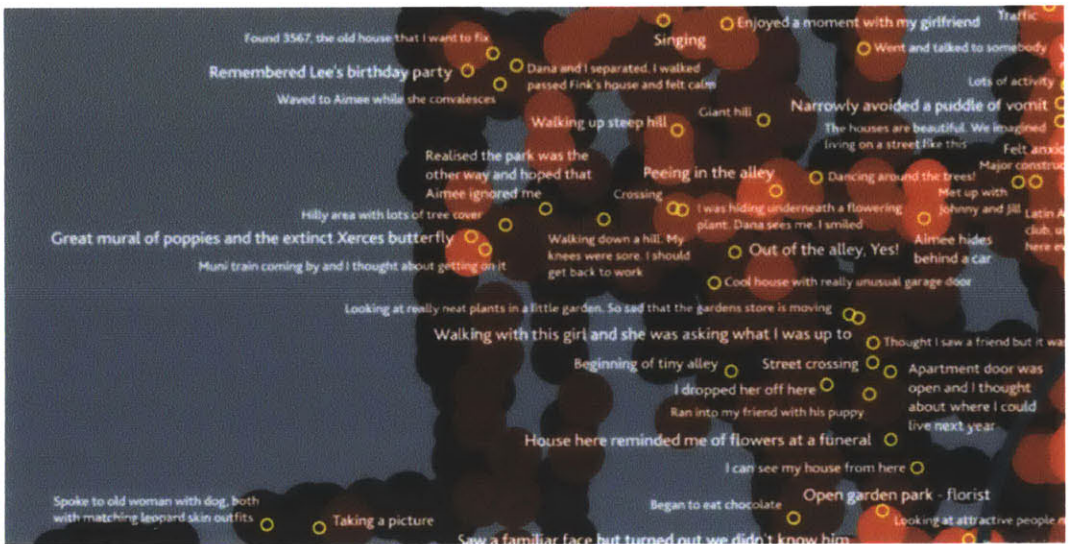 Traffic
Enjoyed a moment with my girlfriend
Singing
Found 3567, the old house that I want to fix
Went and talked to somebody
Remembered Lee's birthday party
Dana and I separated. I walked
passed Fink's house and felt calm
Lots of activity
Waved to Aimee while she convalesces
Narrowly avoided a puddle of vomit
Giant hill
Walking up steep hill
The houses are beautiful. We imagined
living on a street like this
Felt
Realised the park was the
other way and hoped that
Aimee ignored me
Major
Peeing in the alley
Dancing around the trees!
Crossing
Met up with
Johnny and Jill
I was hiding underneath a flowering
plant. Dana sees me. I smiled
Latin
club,
here
Hilly area with lots of tree cover
Great mural of poppies and the extinct Xerces butterfly
Muni train coming by and I thought about getting on it
Walking down a hill. My
knees were sore. I should
get back to work
Out of the alley, Yes!
Aimee hides
behind a car
Cool house with really unusual garage door
Looking at really neat plants in a little garden. So sad that the gardens store is moving
Walking with this girl and she was asking what I was up to
Thought I saw a friend but it was
Beginning of tiny alley
Street crossing
Apartment door was
open and I thought
about where I could
live next year
I dropped her off here
Ran into my friend with his puppy
House here reminded me of flowers at a funeral
I can see my house from here
Spoke to old woman with dog, both
with matching leopard skin outfits
Taking a picture
Began to eat chocolate
Open garden park - florist
Looking at attractive people
Saw a familiar face but turned out we didn't know him